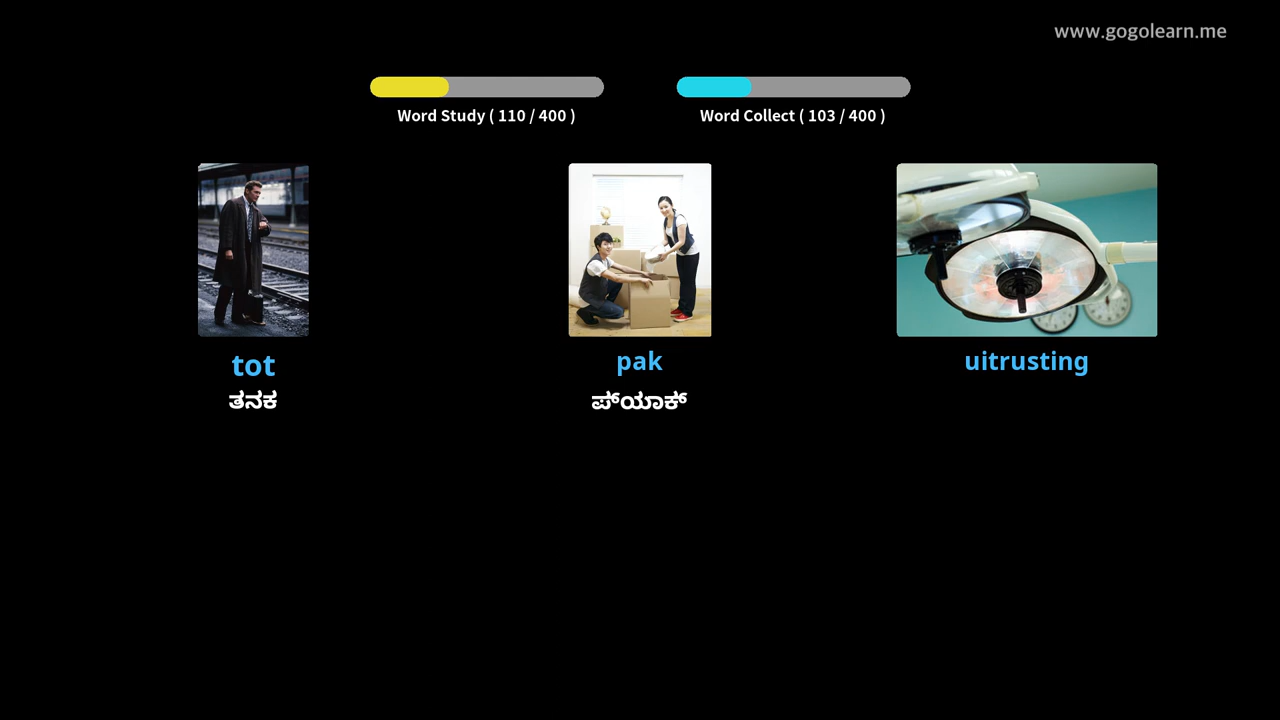 www.gogolearn.me
Word Study ( 110 / 400 )
Word Collect ( 103 / 400 )
tot
pak
uitrusting
ತನಕ
ಪ್‌ಯಾಕ್